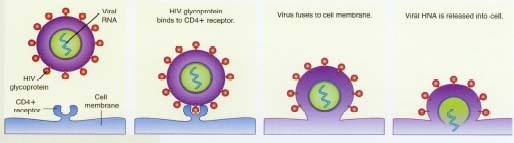 Viral
RNA
HIV
glycoprotein
CD4+
receptor
Cell
membrane
HIV glycoprotein
binds to CD4+ receptor.
Virus fuses to cell membrane.
Viral HNA is released into cell.